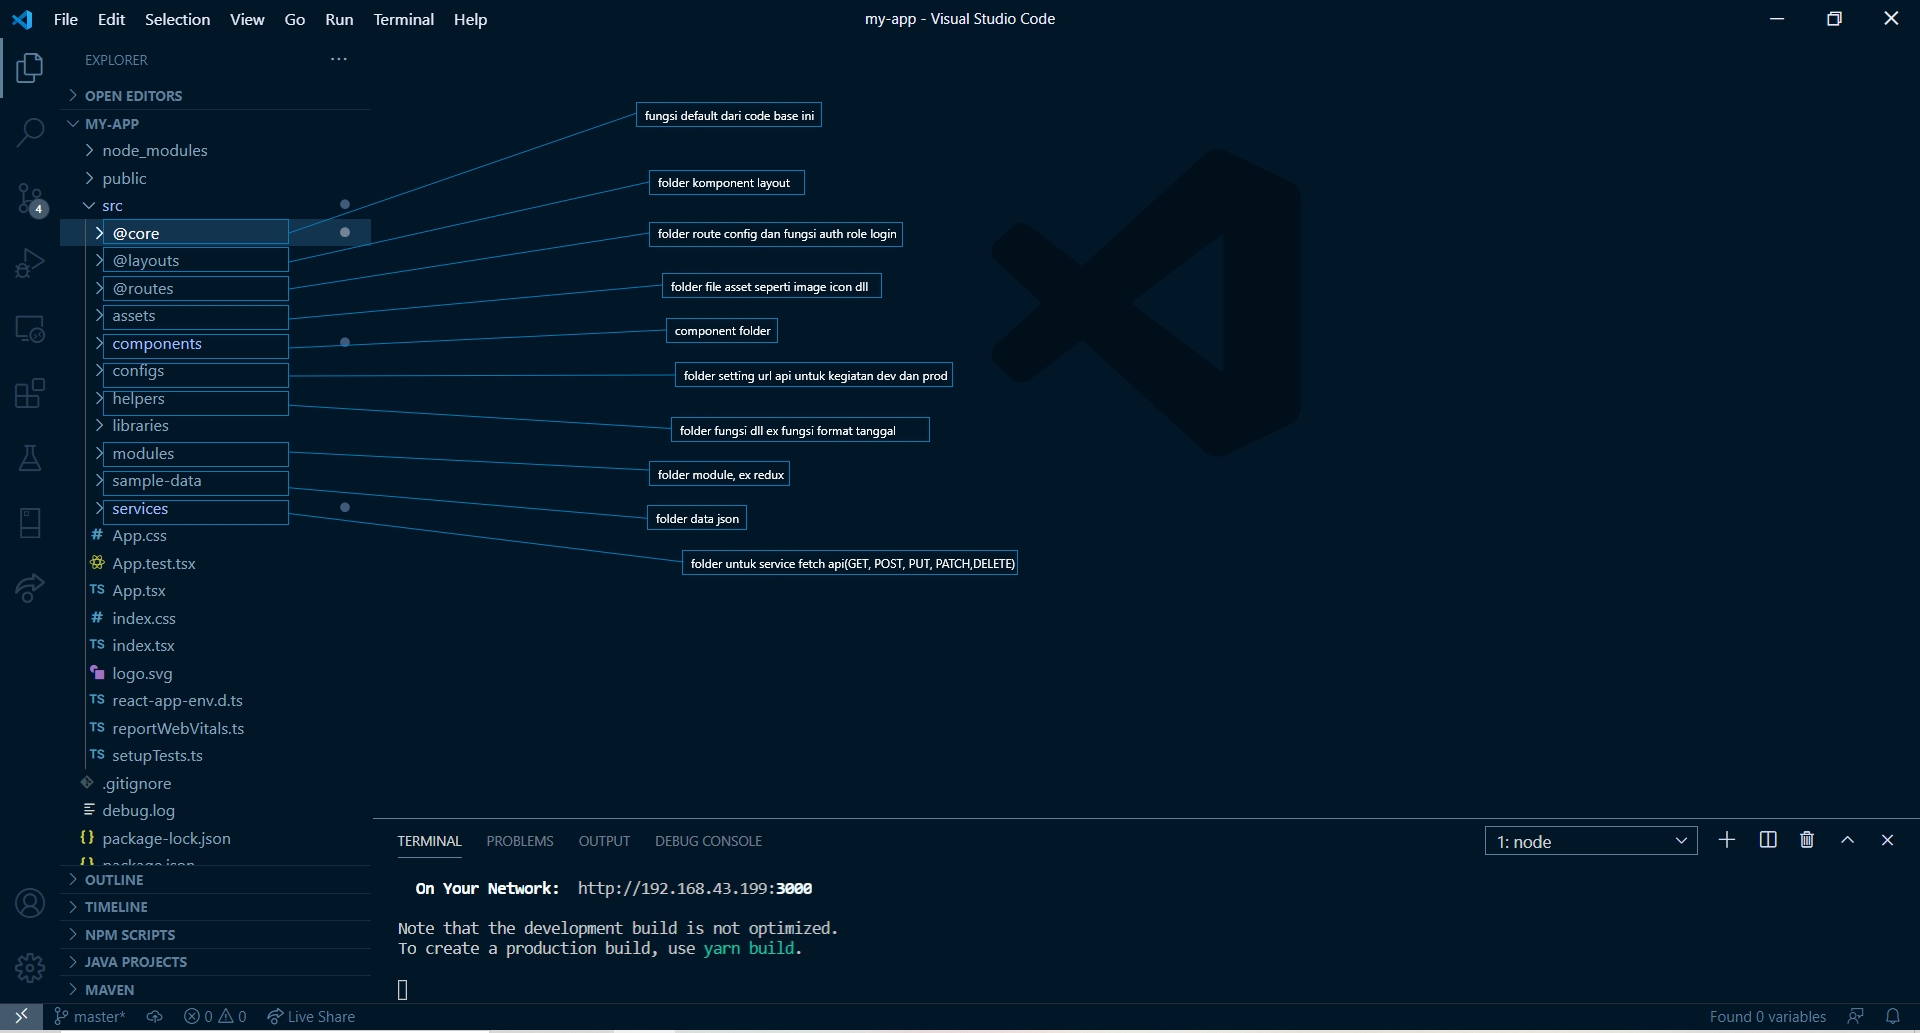 File Edit Selection View Go Run Terminal Help
my-app - Visual Studio Code
EXPLORER
OPEN EDITORS
MY-APP
node_modules
public
src
@core
@layouts
@routes
assets
components
configs
helpers
libraries
modules
sample-data
services
# App.css
App.test.tsx
TS App.tsx
# index.css
TS index.tsx
logo.svg
TS react-app-env.d.ts
TS reportWebVitals.ts
TS setupTests.ts
.gitignore
debug.log
{} package-lock.json
{} package.json
OUTLINE
TIMELINE
NPM SCRIPTS
JAVA PROJECTS
MAVEN
4
fungsi default dari code base ini
folder komponent layout
folder route config dan fungsi auth role login
folder file asset seperti image icon dll
component folder
folder setting url api untuk kegiatan dev dan prod
folder fungsi dll ex fungsi format tanggal
folder module, ex redux
folder data json
folder untuk service fetch api(GET, POST, PUT, PATCH,DELETE)
TERMINAL PROBLEMS OUTPUT DEBUG CONSOLE
1: node
On Your Network: http://192.168.43.199:3000
Note that the development build is not optimized.
To create a production build, use yarn build.
master* 0 0 Live Share
Found 0 variables